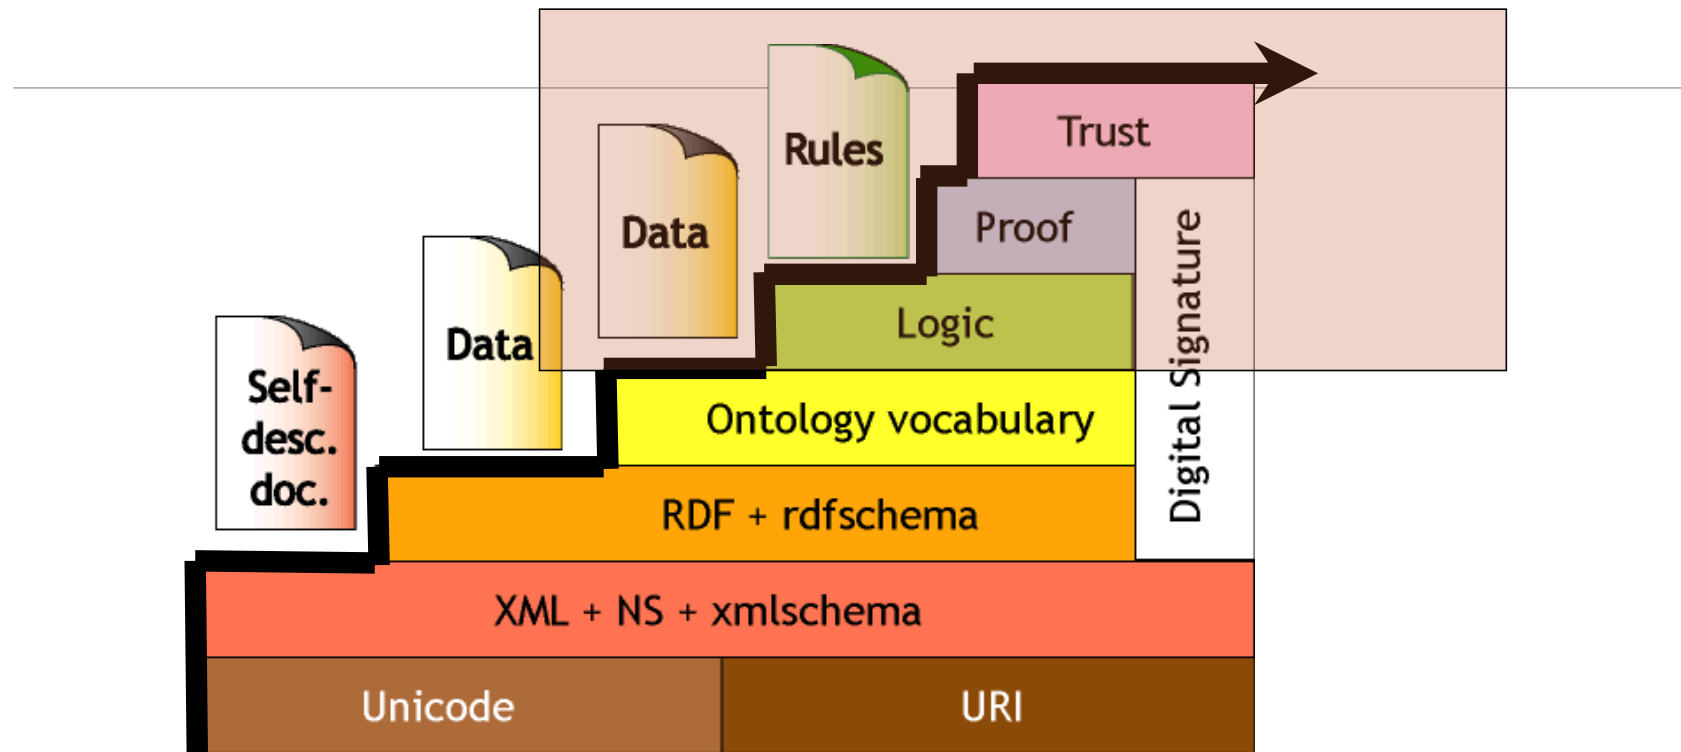 Rules
Trust
Data
Proof
Data
Logic
Self-
desc.
doc.
Ontology vocabulary
Digital Signature
RDF + rdfschema
XML + NS + xmlschema
Unicode
URI